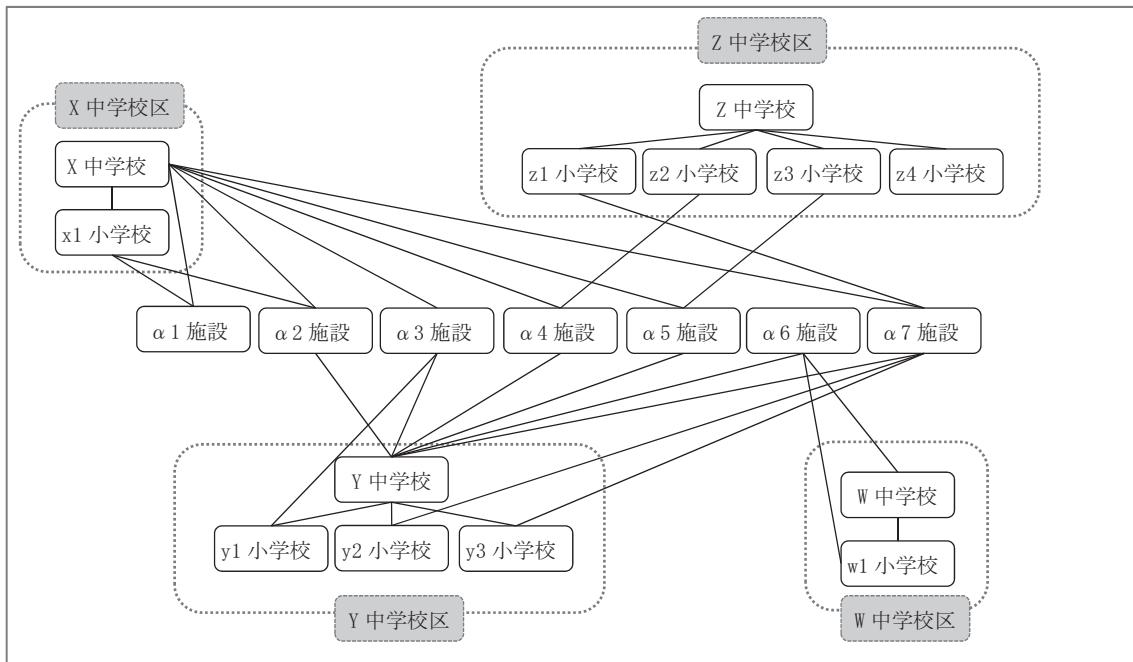 Z 中学校区
Z 中学校
z1 小学校
z2 小学校
z3 小学校
z4 小学校
X 中学校区
X 中学校
x1 小学校
α1 施設
α2 施設
α3 施設
α4 施設
α5 施設
α6 施設
α7 施設
Y 中学校
y1 小学校
y2 小学校
y3 小学校
Y 中学校区
W 中学校
w1 小学校
W 中学校区